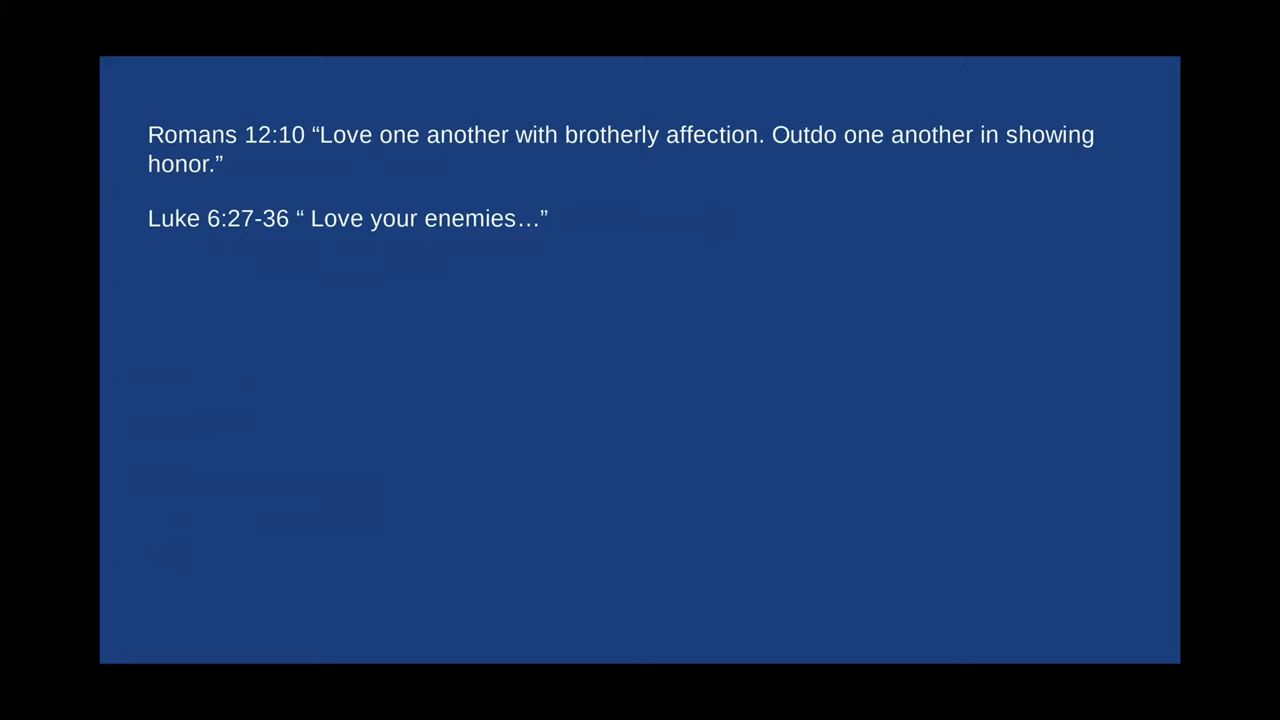 Romans 12:10 “Love one another with brotherly affection. Outdo one another in showing
honor.”
Luke 6:27-36 “ Love your enemies…”